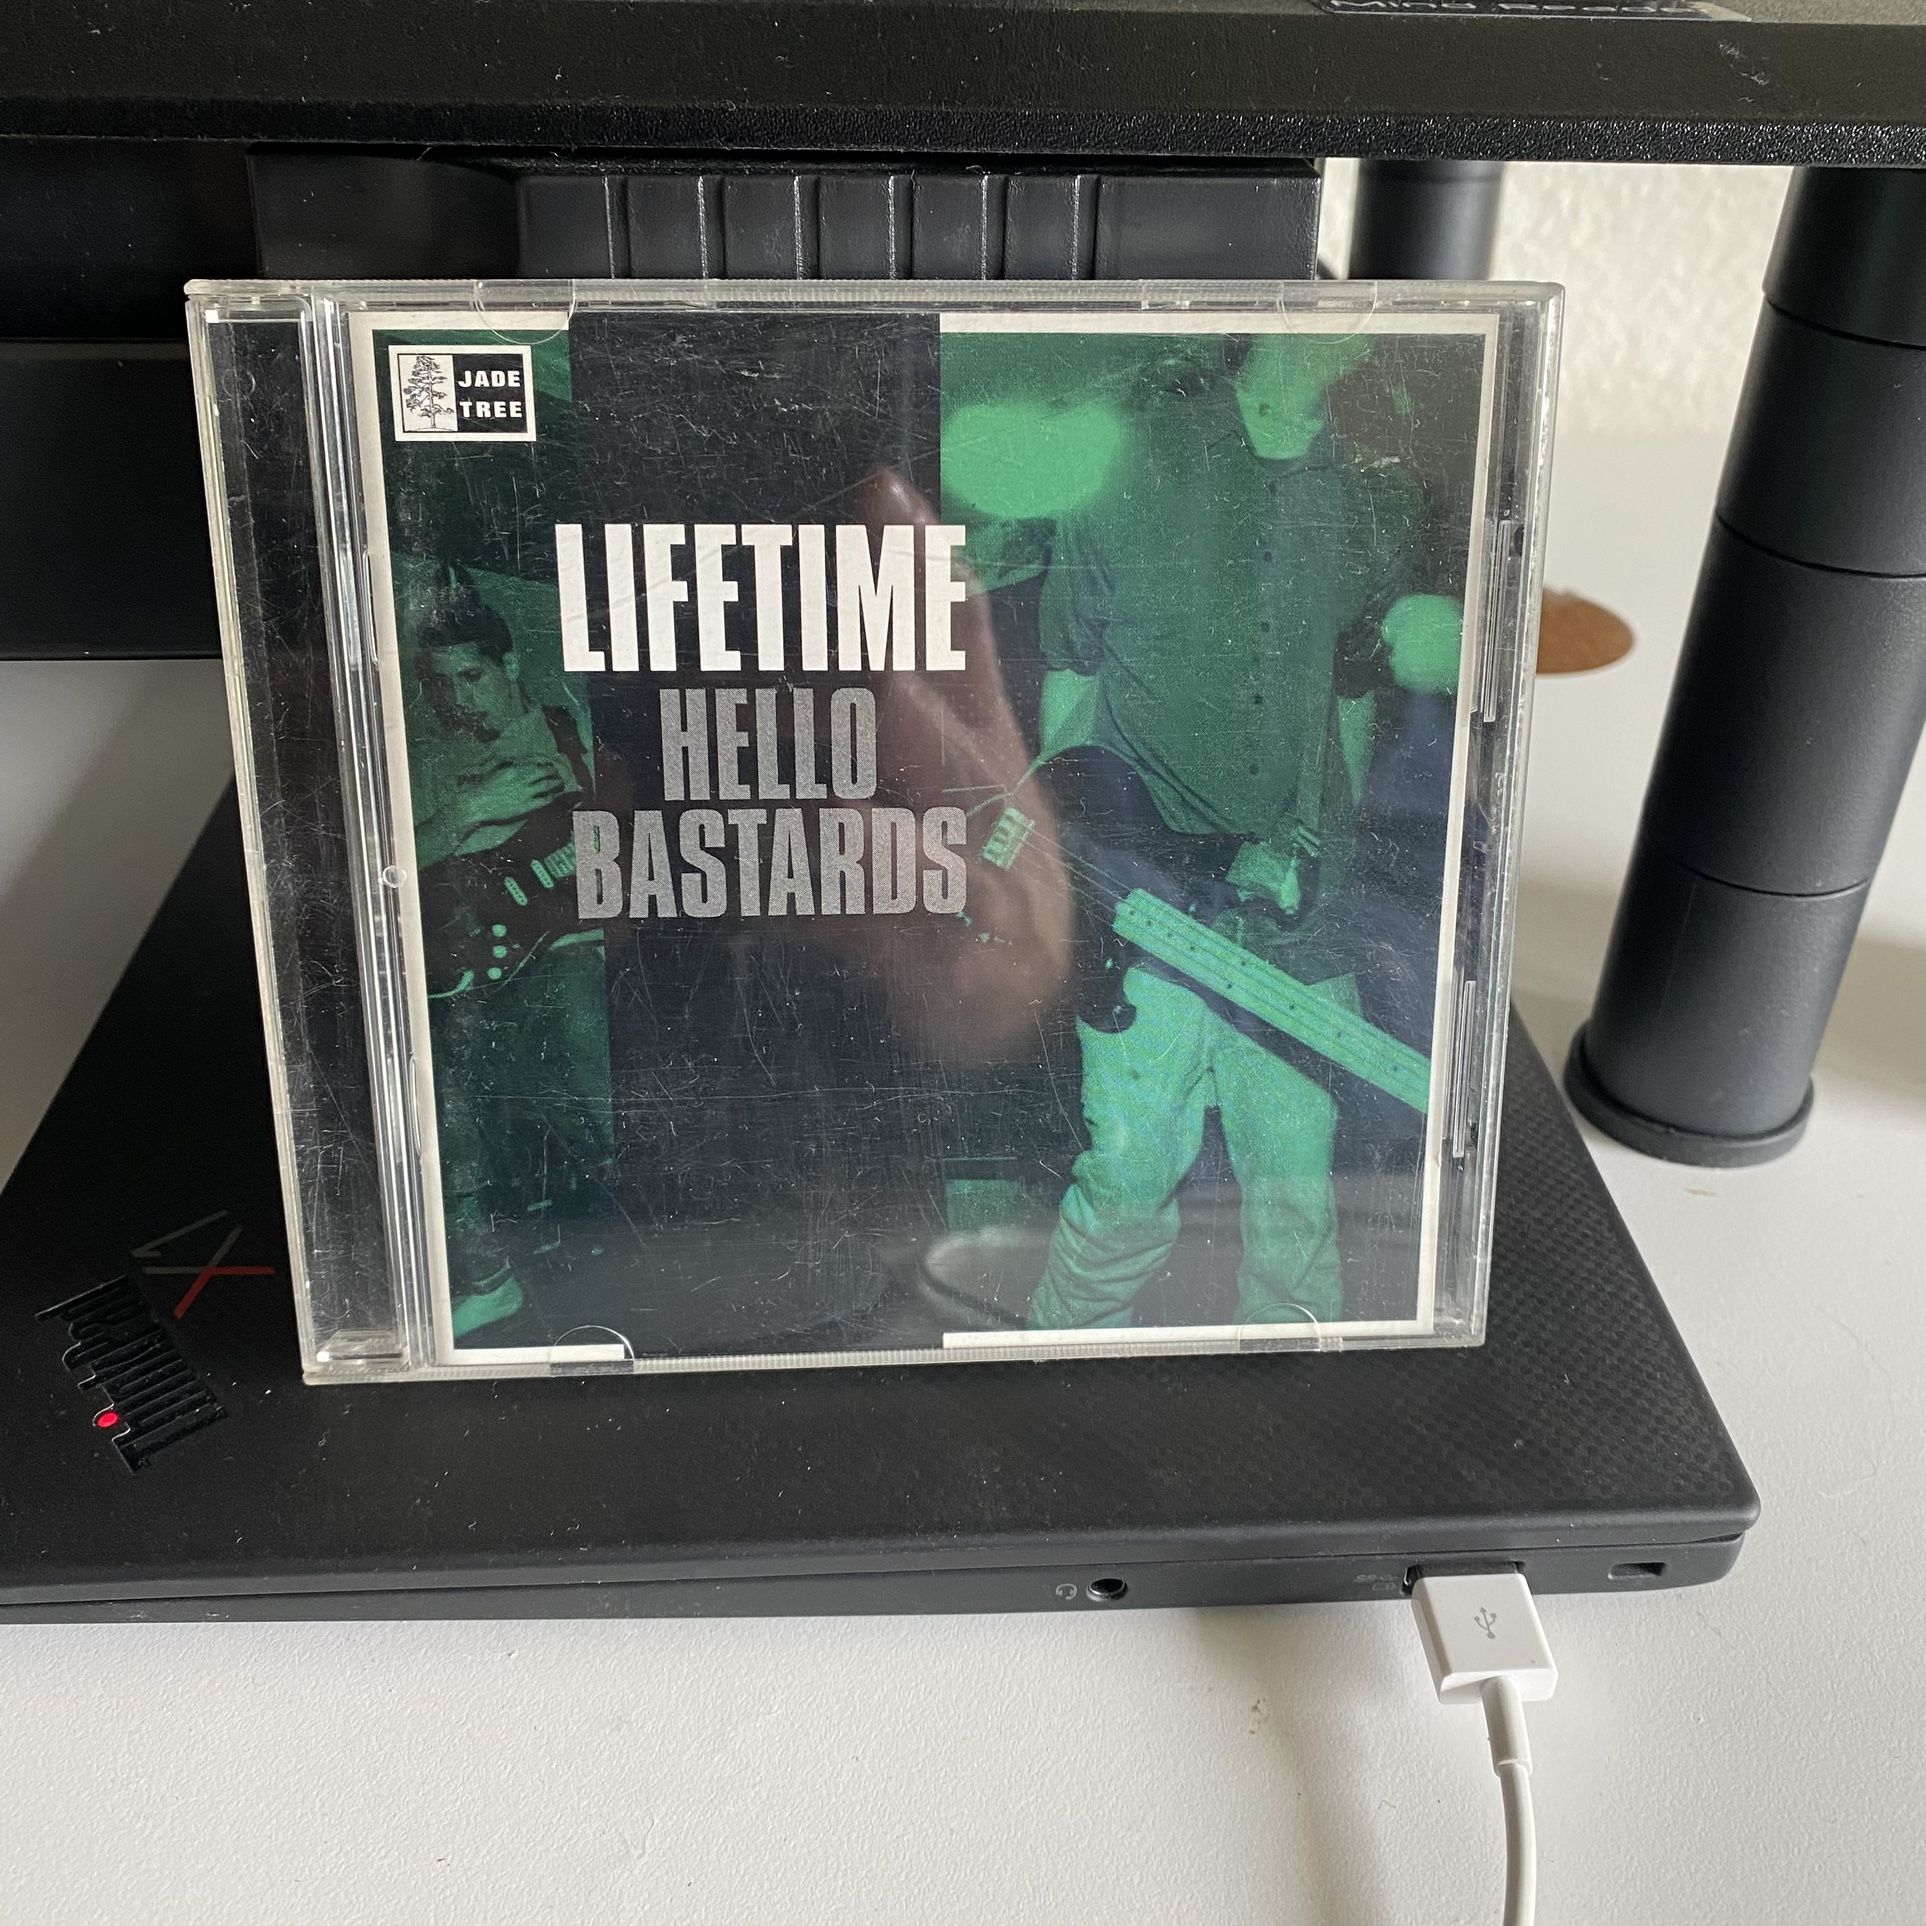 JADE
TREE
LIFETIME
HELLO
BASTARDS
X1
ThinkPad